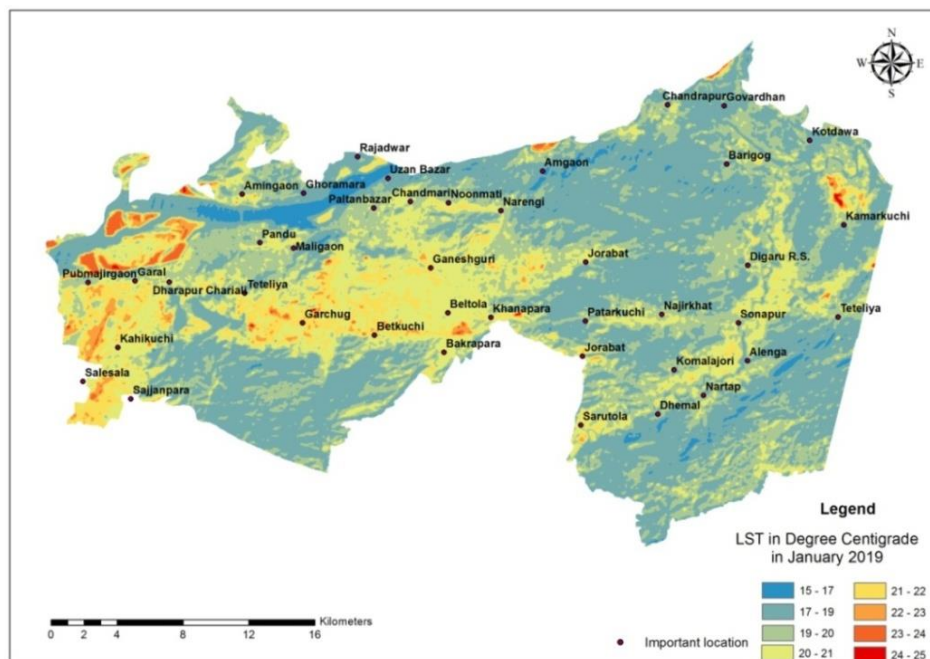 N
W E
S
Chandrapur Govardhan
Kotdawa
Rajadwar
Barigog
Uzan Bazar
Amgaon
Amingaon Ghoramara
Chandmari Noonmati
Paltanbazar
Narengi
Kamarkuchi
Pandu
Maligaon
Ganeshguri
Jorabat
Digaru R.S.
Pubmajirgaon Garal
Dharapur Chariali
Teteliya
Garchug
Beltola
Khanapara
Patarkuchi
Najirkhat
Sonapur
Teteliya
Betkuchi
Kahikuchi
Bakrapara
Jorabat
Komalajori
Alenga
Salesala
Sajjanpara
Nartap
Dhemal
Sarutola
Legend
LST in Degree Centigrade
in January 2019
15 - 17 21 - 22
17 - 19 22 - 23
19 - 20 23 - 24
20 - 21 24 - 25
Important location
Kilometers
0 2 4 8 12 16